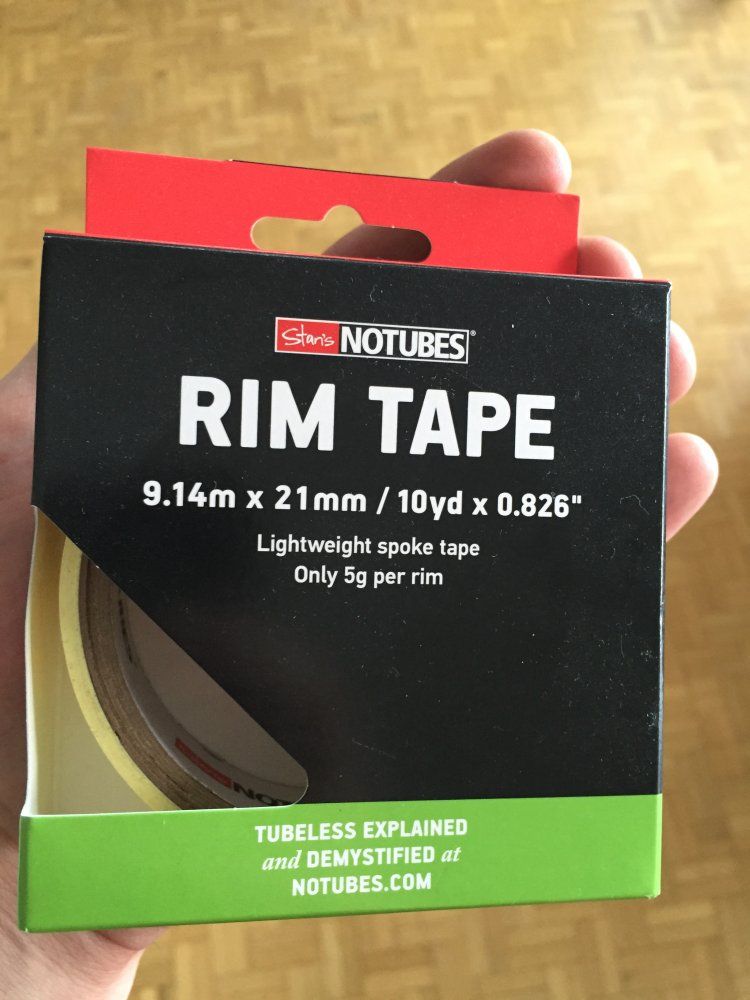 Stan's NOTUBES®
RIM TAPE
9.14m x 21mm / 10yd x 0.826"
Lightweight spoke tape
Only 5g per rim
TUBELESS EXPLAINED
and DEMYSTIFIED at
NOTUBES.COM